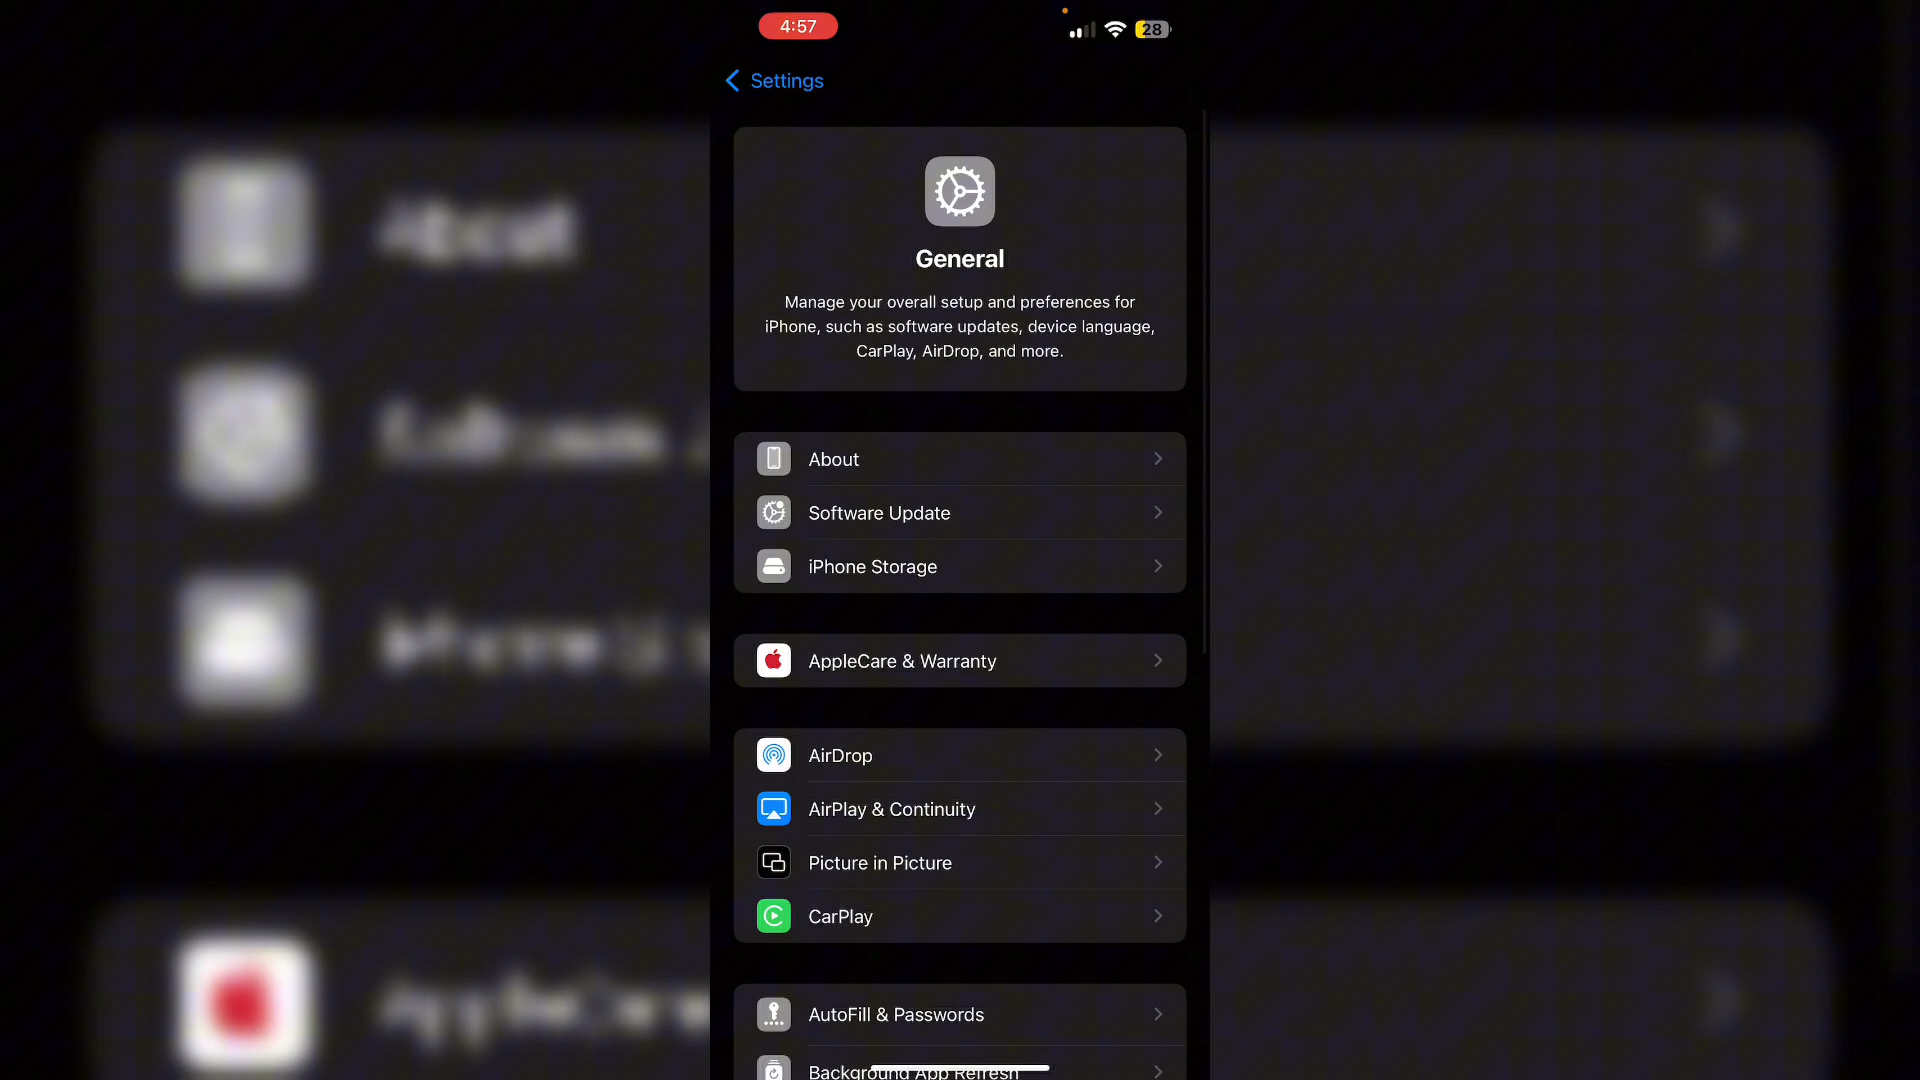 4:57
28
Settings
General
Manage your overall setup and preferences for
iPhone, such as software updates, device language,
CarPlay, AirDrop, and more.
About
Software Update
iPhone Storage
AppleCare & Warranty
AirDrop
AirPlay & Continuity
Picture in Picture
CarPlay
AutoFill & Passwords
Background App Refresh
About